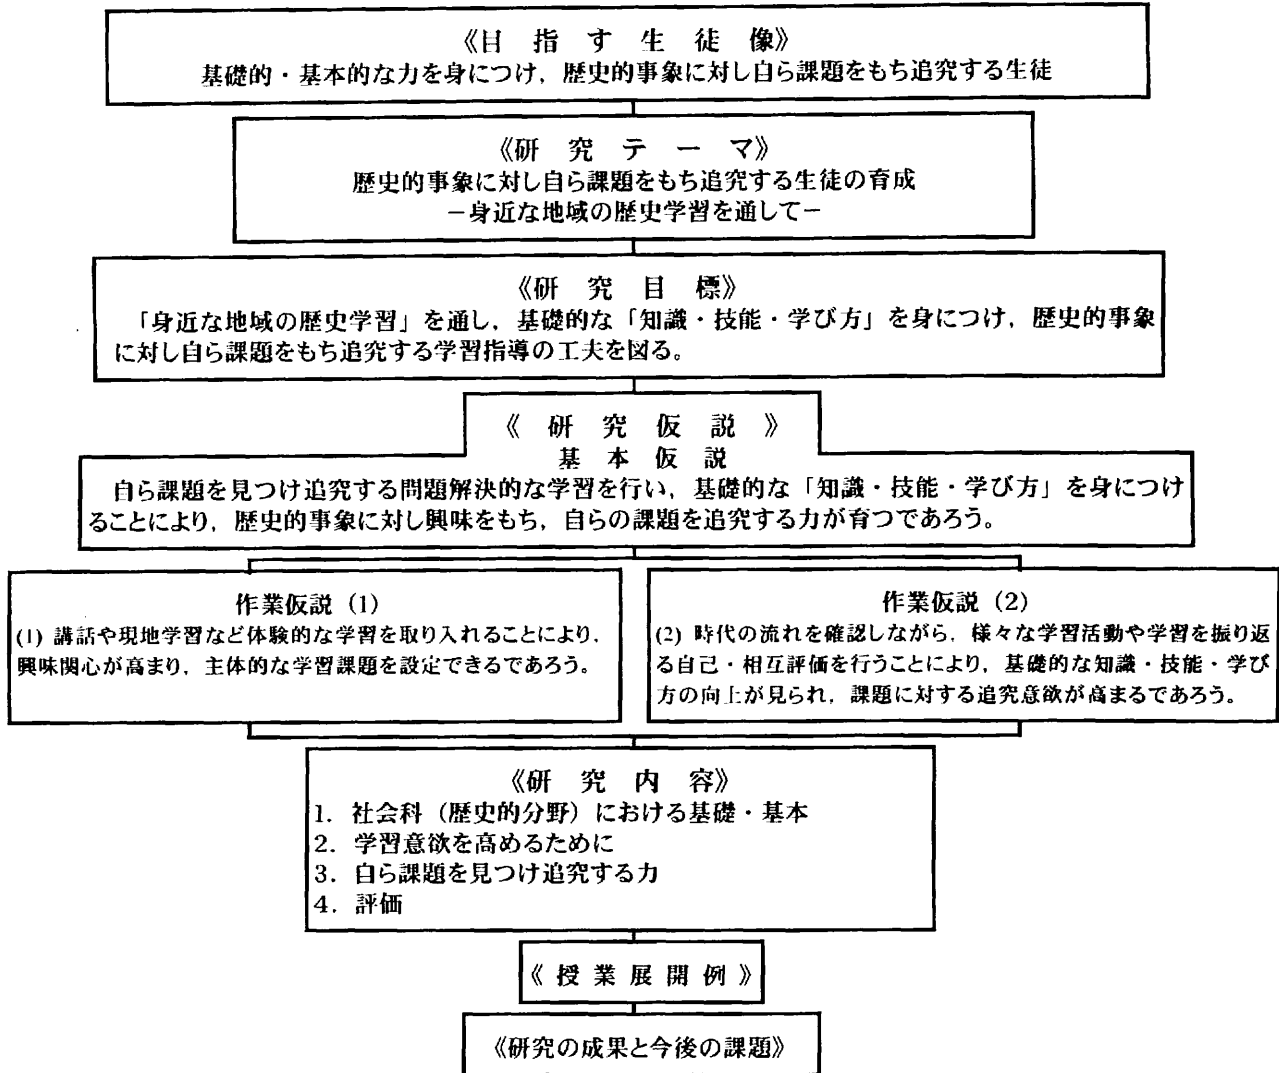 《目 指 す 生 徒 像》
基礎的・基本的な力を身につけ，歴史的事象に対し自ら課題をもち追究する生徒
《研 究 テ ー マ》
歴史的事象に対し自ら課題をもち追究する生徒の育成
－身近な地域の歴史学習を通して－
《研 究 目 標》
「身近な地域の歴史学習」を通し，基礎的な「知識・技能・学び方」を身につけ，歴史的事象
に対し自ら課題をもち追究する学習指導の工夫を図る。
《 研 究 仮 説 》
基 本 仮 説
自ら課題を見つけ追究する問題解決的な学習を行い，基礎的な「知識・技能・学び方」を身につけ
ることにより，歴史的事象に対し興味をもち，自らの課題を追究する力が育つであろう。
作業仮説（1）
(1) 講話や現地学習など体験的な学習を取り入れることにより，
興味関心が高まり，主体的な学習課題を設定できるであろう。
作業仮説（2）
(2) 時代の流れを確認しながら，様々な学習活動や学習を振り返
る自己・相互評価を行うことにより，基礎的な知識・技能・学び
方の向上が見られ，課題に対する追究意欲が高まるであろう。
《研 究 内 容》
1．社会科（歴史的分野）における基礎・基本
2．学習意欲を高めるために
3．自ら課題を見つけ追究する力
4．評価
《 授 業 展 開 例 》
《研究の成果と今後の課題》